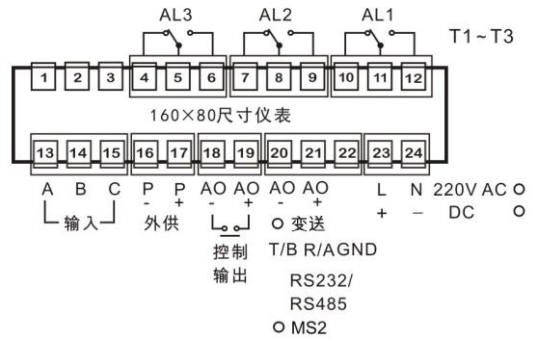 AL3 AL2 AL1
T1~T3
1 2 3 4 5 6 7 8 9 10 11 12
160×80尺寸仪表
13 14 15 16 17 18 19 20 21 22 23 24
A B C P P AO AO AO AO L N 220V AC
- + - + - + + − DC
输入 外供 变送
控制 T/B R/A GND
输出 RS232/
RS485
MS2